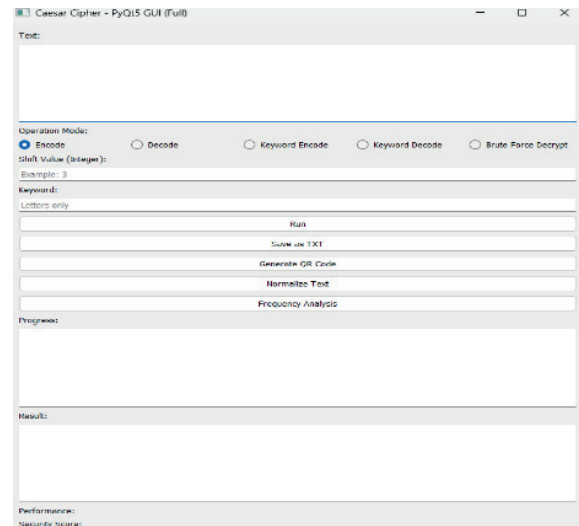 Caesar Cipher - PyQt5 GUI (Full)
Text:
Operation Mode:
Encode Decode Keyword Encode Keyword Decode Brute Force Decrypt
Shift Value (Integer):
Example: 3
Keyword:
Letters only
Run
Save as TXT
Generate QR Code
Normalize Text
Frequency Analysis
Progress:
Result:
Performance:
Security Score: